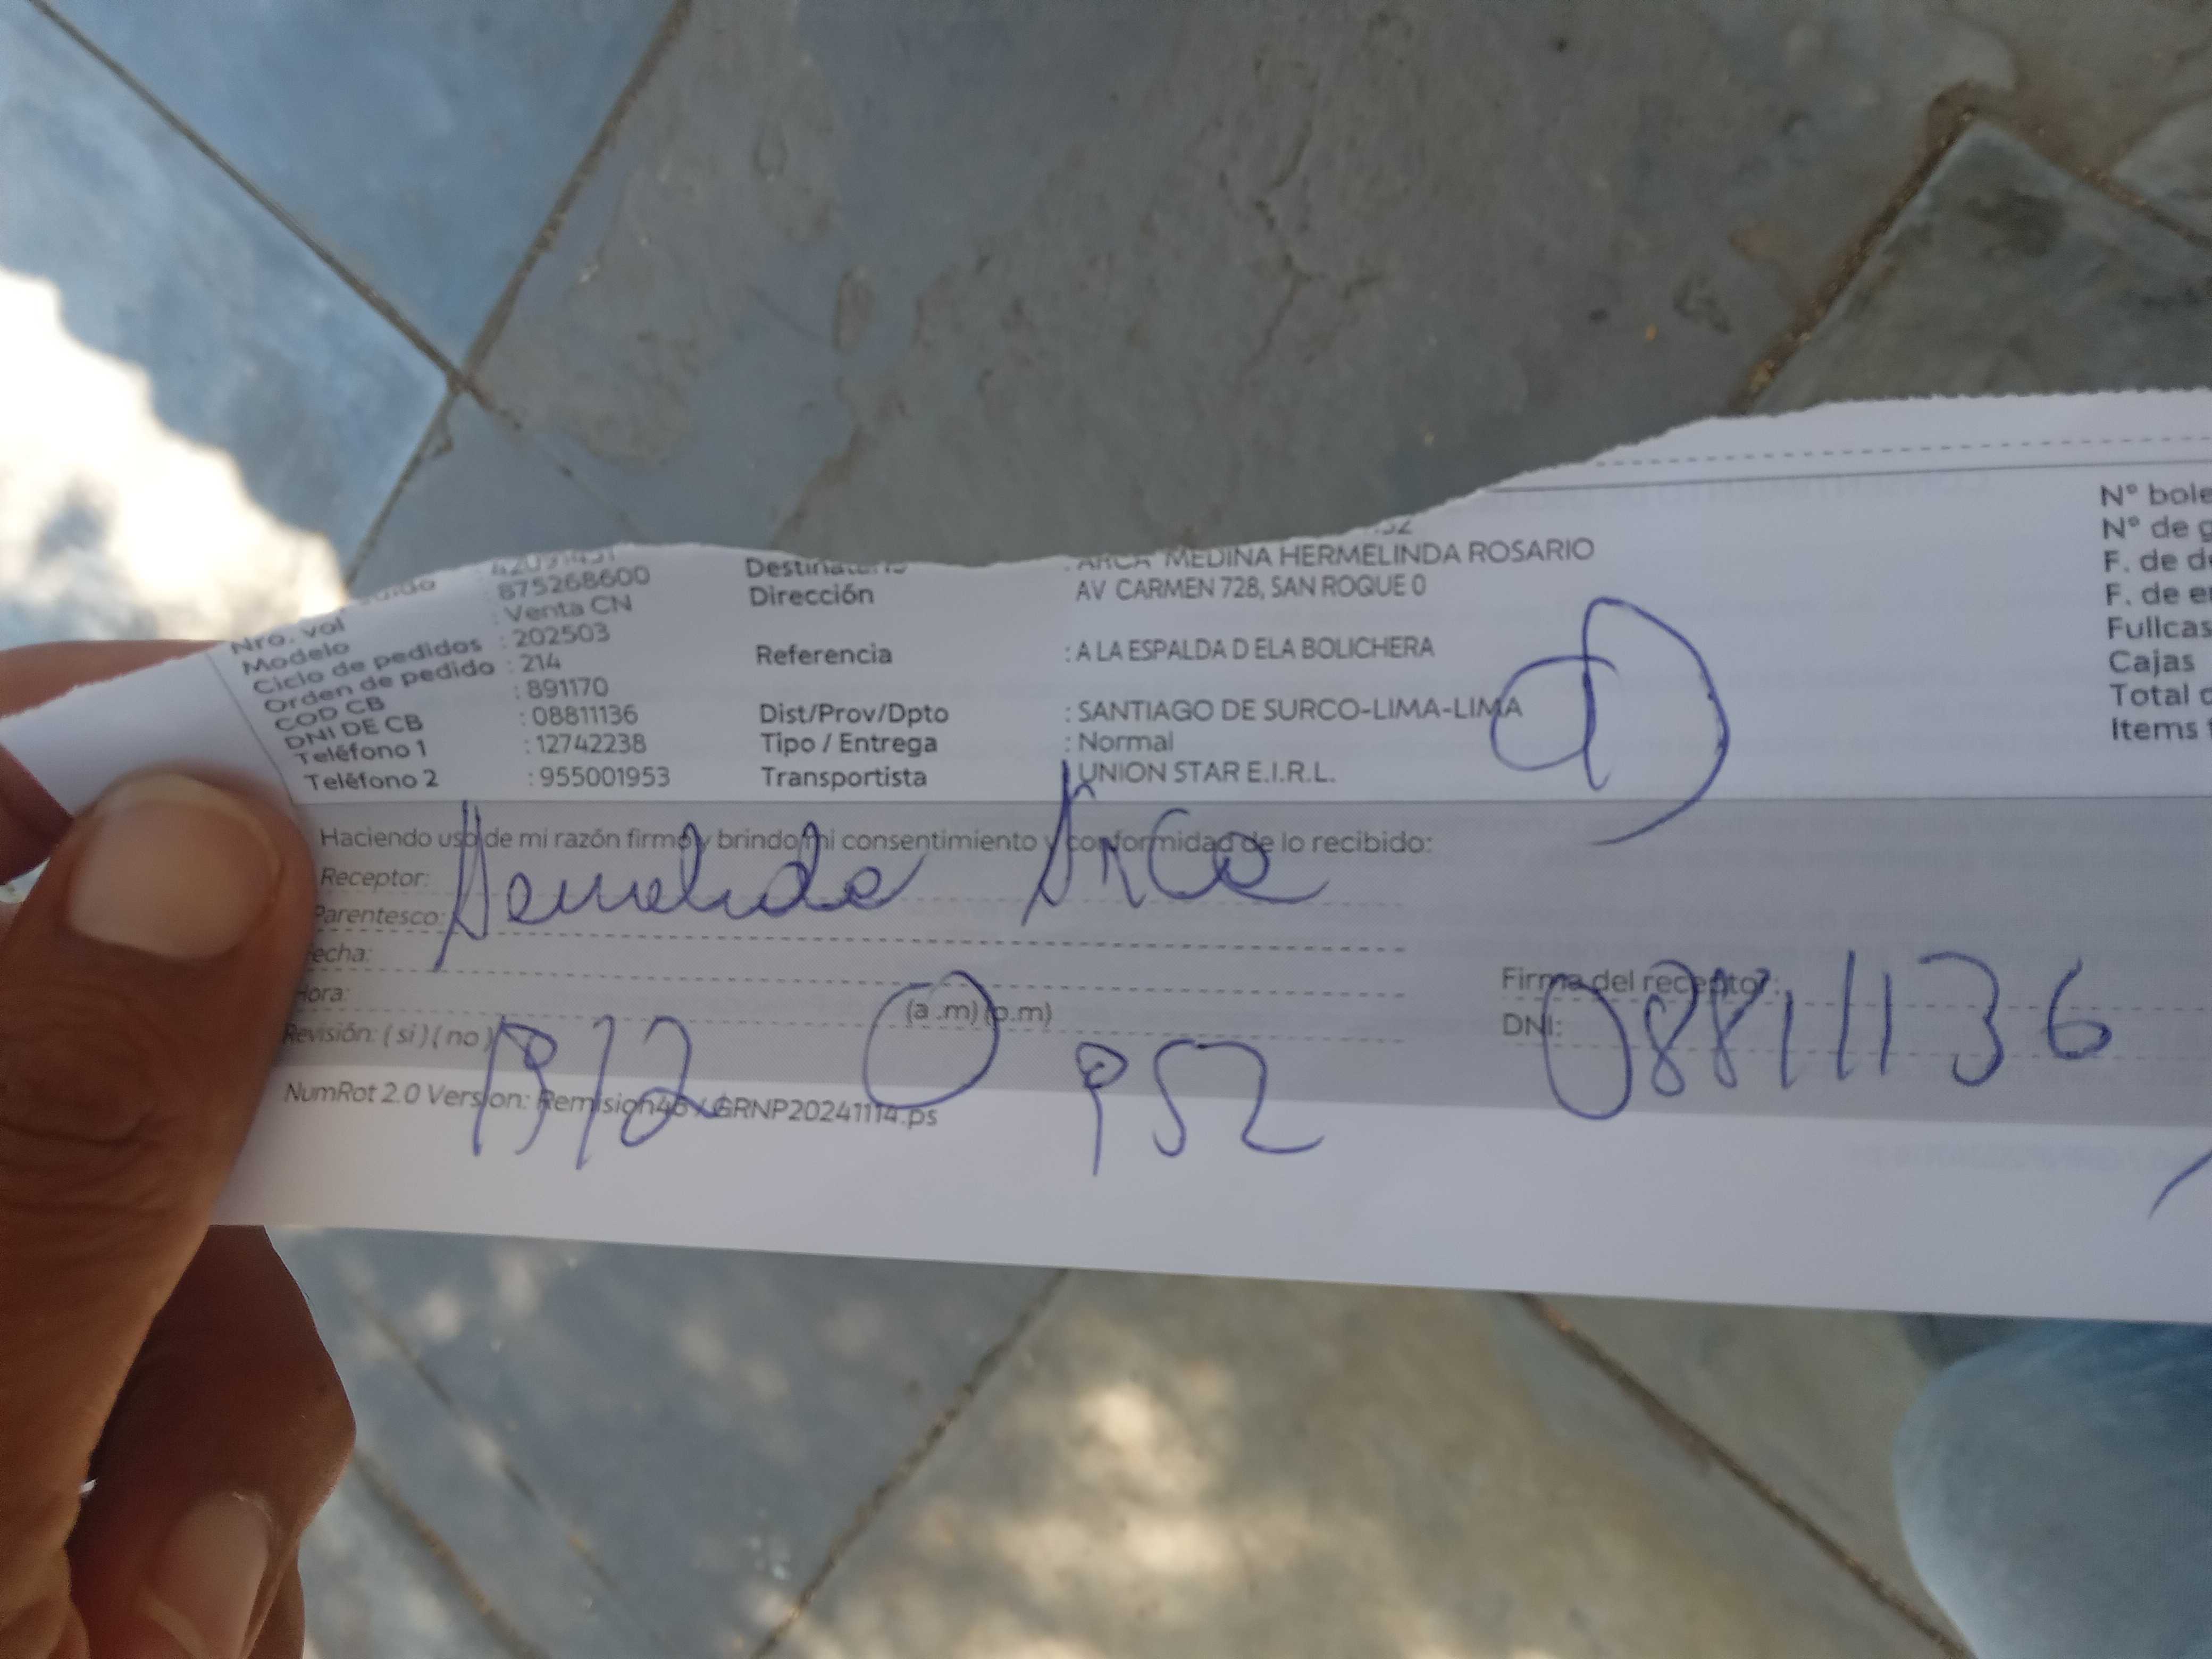 875268600
Nro. vol
Modelo : Venta CN
Ciclo de pedidos : 202503
Orden de pedido : 214
COD CB : 891170
DNI DE CB : 08811136
Teléfono 1 : 12742238
Teléfono 2 : 955001953
: ARCA MEDINA HERMELINDA ROSARIO
Dirección AV CARMEN 728, SAN ROQUE 0
Referencia : A LA ESPALDA D ELA BOLICHERA
Dist/Prov/Dpto : SANTIAGO DE SURCO-LIMA-LIMA
Tipo / Entrega : Normal
Transportista : UNION STAR E.I.R.L.
N° bole
N° de g
F. de de
F. de en
Fullcas
Cajas
Total d
Items
Haciendo uso de mi razón firmo y brindo mi consentimiento y conformidad de lo recibido:
Receptor:
Parentesco:
echa:
Hora: (a .m) (p.m)
Revisión: ( si ) ( no )
Arca
952
Firma del receptor:
DNI: 08811136
NumRot 2.0 Version: Remision46 / GRNP20241114.ps